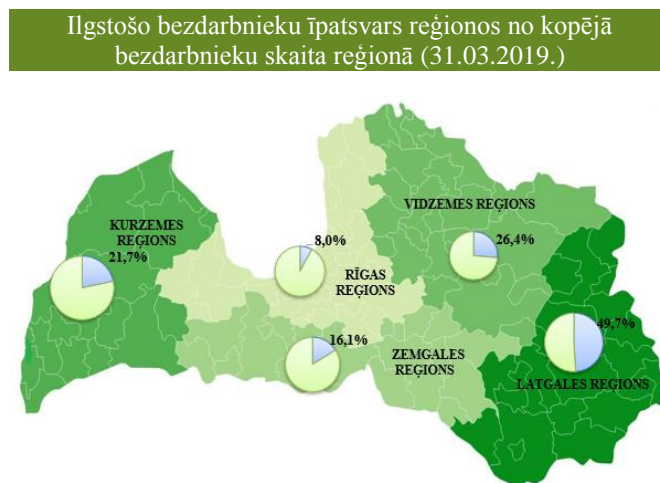 Ilgstošo bezdarbnieku īpatsvars reģionos no kopējā
bezdarbnieku skaita reģionā (31.03.2019.)
KURZEMES
REĢIONS
21,7%
8,0%
RĪGAS
REĢIONS
VIDZEMES REĢIONS
26,4%
16,1%
ZEMGALES
REĢIONS
49,7%
LATGALES REĢIONS